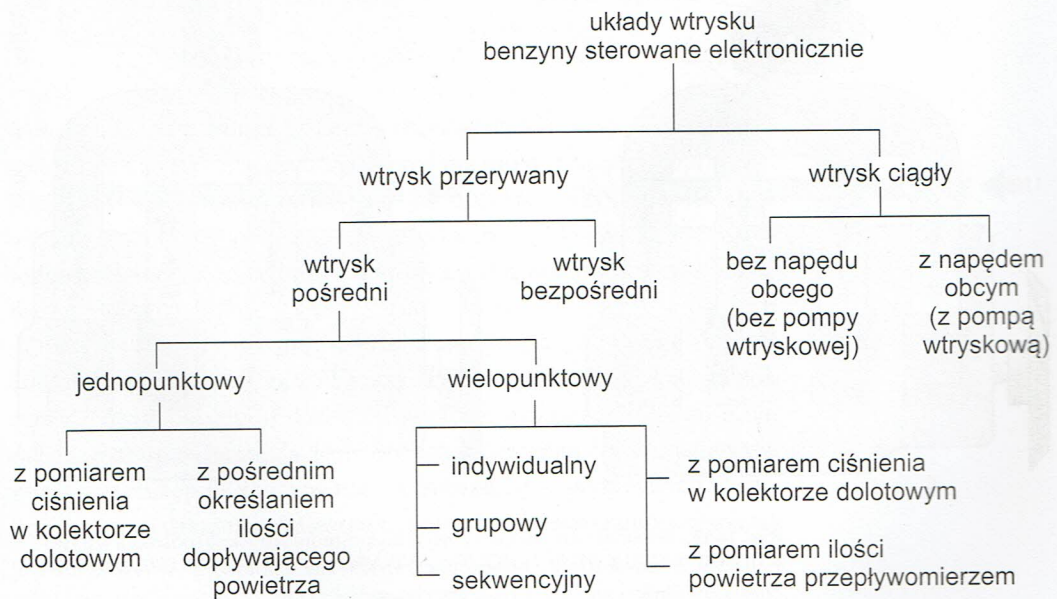 układy wtrysku
benzyny sterowane elektronicznie
wtrysk przerywany
wtrysk ciągły
wtrysk
pośredni
wtrysk
bezpośredni
bez napędu
obcego
(bez pompy
wtryskowej)
z napędem
obcym
(z pompą
wtryskową)
jednopunktowy
wielopunktowy
z pomiarem
ciśnienia
w kolektorze
dolotowym
z pośrednim
określaniem
ilości
dopływającego
powietrza
indywidualny
grupowy
sekwencyjny
z pomiarem ciśnienia
w kolektorze dolotowym
z pomiarem ilości
powietrza przepływomierzem